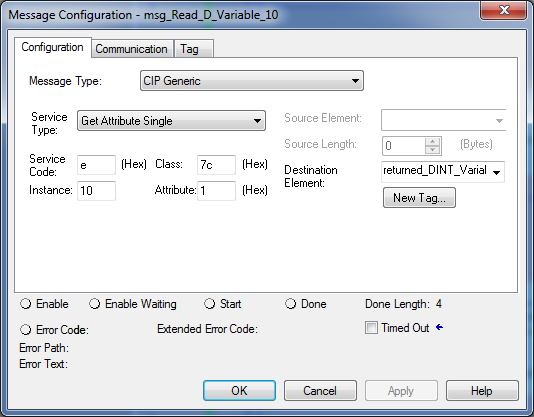 Message Configuration - msg_Read_D_Variable_10
Configuration Communication Tag
Message Type: CIP Generic
Service Type: Get Attribute Single
Source Element:
Source Length: 0 (Bytes)
Service Code: e (Hex) Class: 7c (Hex)
Destination Element: returned_DINT_Varial
Instance: 10 Attribute: 1 (Hex)
New Tag...
Enable Enable Waiting Start Done Done Length: 4
Error Code: Extended Error Code: Timed Out
Error Path:
Error Text:
OK Cancel Apply Help